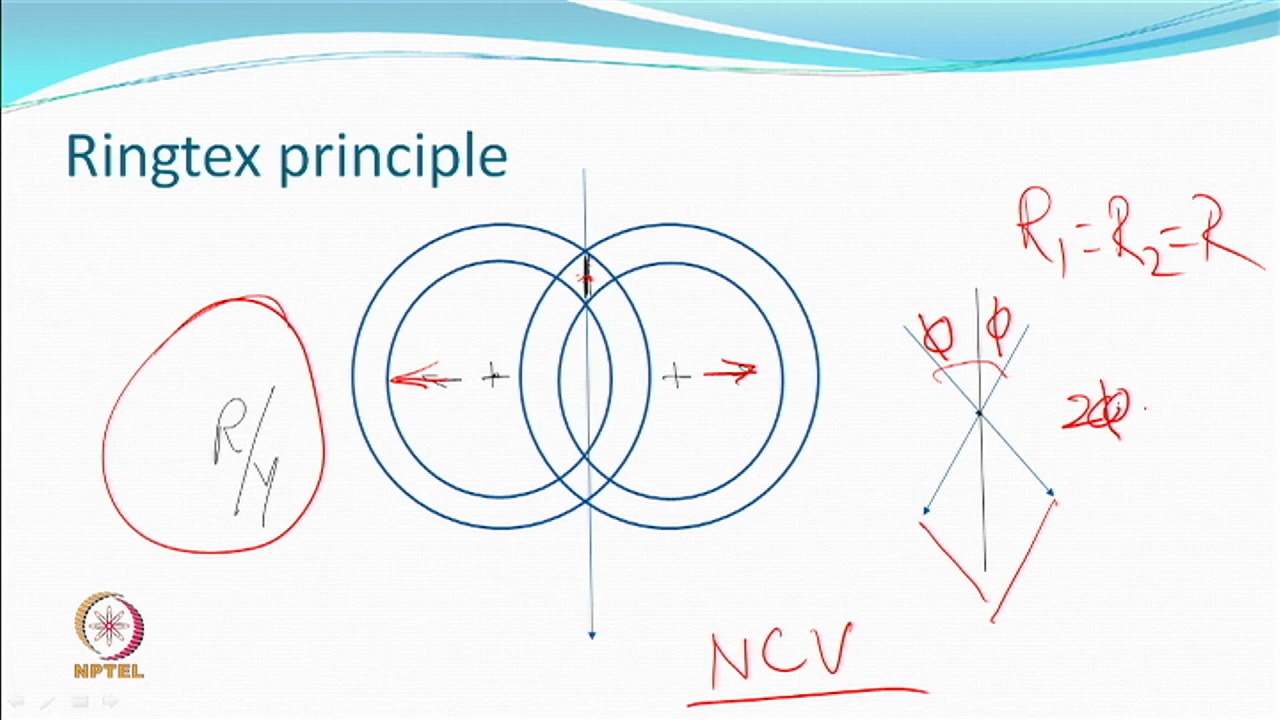 Ringtex principle
R₁=R₂=R
ϕ ϕ
2ϕ
R/Y
NCV
NPTEL